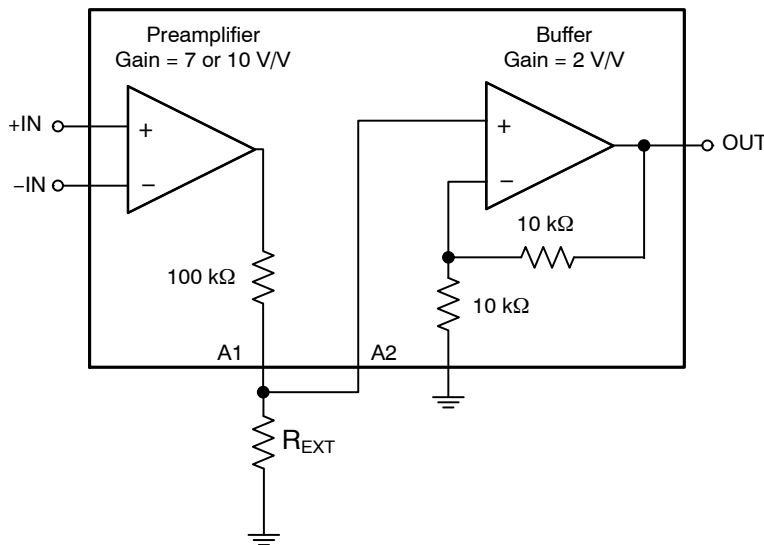 Preamplifier
Gain = 7 or 10 V/V
Buffer
Gain = 2 V/V
+IN
+
−IN
−
+
−
OUT
10 kΩ
100 kΩ
10 kΩ
A1
A2
REXT